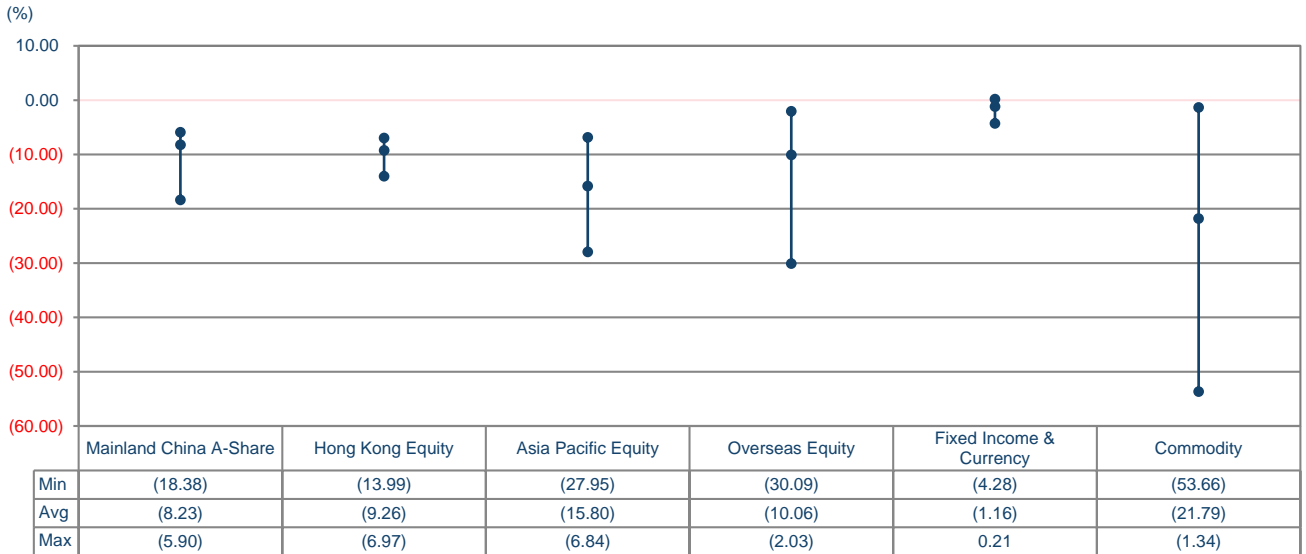 (%)
10.00
0.00
(10.00)
(20.00)
(30.00)
(40.00)
(50.00)
(60.00)
Mainland China A-Share Hong Kong Equity Asia Pacific Equity Overseas Equity Fixed Income & Currency Commodity
Min (18.38) (13.99) (27.95) (30.09) (4.28) (53.66)
Avg (8.23) (9.26) (15.80) (10.06) (1.16) (21.79)
Max (5.90) (6.97) (6.84) (2.03) 0.21 (1.34)